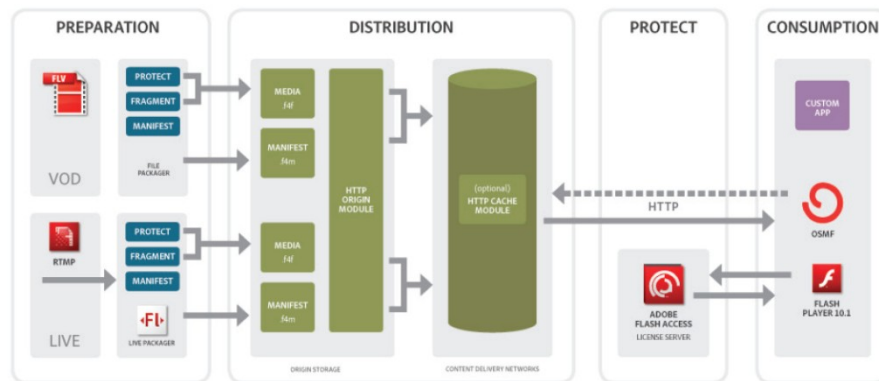 PREPARATION
DISTRIBUTION
PROTECT
CONSUMPTION
FLV
VOD
PROTECT
FRAGMENT
MANIFEST
FILE
PACKAGER
RTMP
LIVE
PROTECT
FRAGMENT
MANIFEST
Fl
LIVE PACKAGER
MEDIA
.f4f
MANIFEST
.f4m
MEDIA
.f4f
MANIFEST
.f4m
HTTP
ORIGIN
MODULE
ORIGIN STORAGE
(optional)
HTTP CACHE
MODULE
CONTENT DELIVERY NETWORKS
HTTP
ADOBE
FLASH ACCESS
LICENSE SERVER
CUSTOM
APP
OSMF
FLASH
PLAYER 10.1